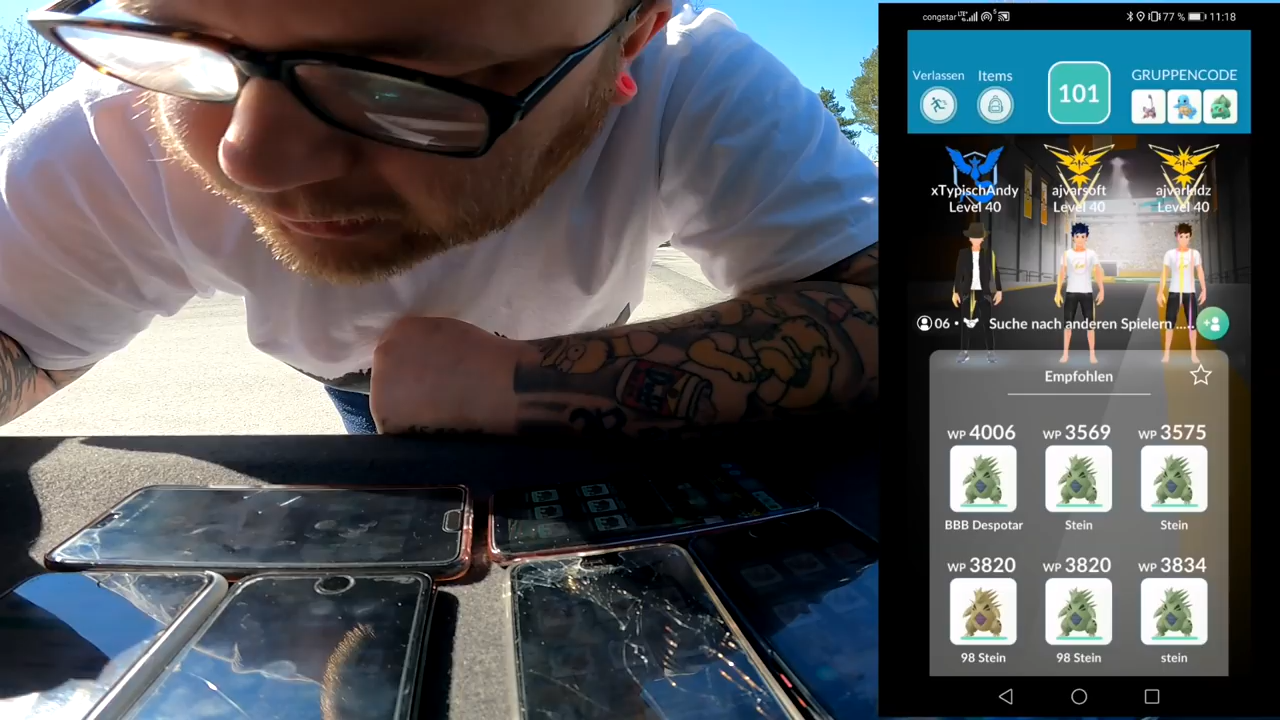 congstar 77 % 11:18
Verlassen Items 101 GRUPPENCODE
xTypischAndy ajvarsoft ajvarkidz
Level 40 Level 40 Level 40
06 • Suche nach anderen Spielern .....
Empfohlen
WP 4006 WP 3569 WP 3575
BBB Despotar Stein Stein
WP 3820 WP 3820 WP 3834
98 Stein 98 Stein stein